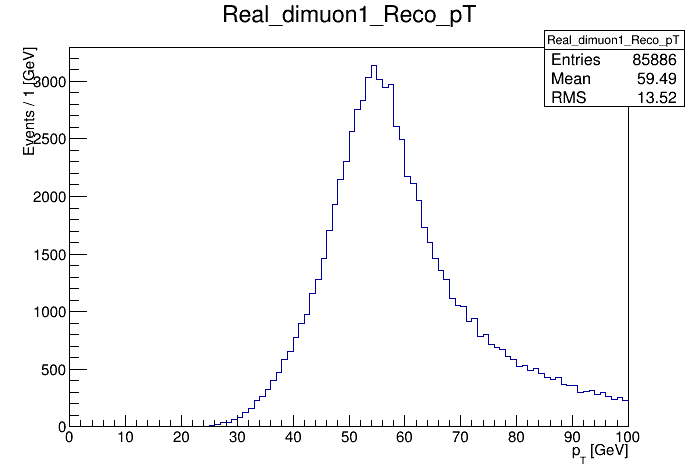 Real_dimuon1_Reco_pT
Real_dimuon1_Reco_pT
Entries 85886
Mean 59.49
RMS 13.52
Events / 1 [GeV]
3000
2500
2000
1500
1000
500
0
0 10 20 30 40 50 60 70 80 90 100
p_T [GeV]